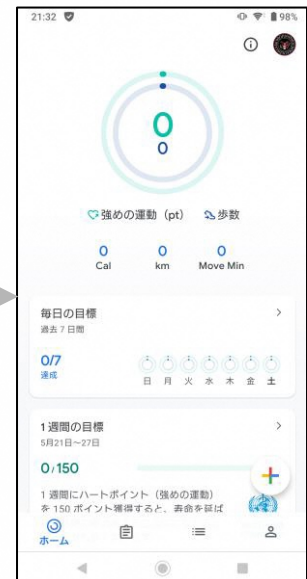 21:32 98%
0
0
強めの運動（pt） 歩数
0 0 0
Cal km Move Min
毎日の目標
過去 7 日間
0/7
達成
日 月 火 水 木 金 土
1 週間の目標
5月21日～27日
0/150
1 週間にハートポイント（強めの運動）
を 150 ポイント獲得すると、寿命を延ば
ホーム